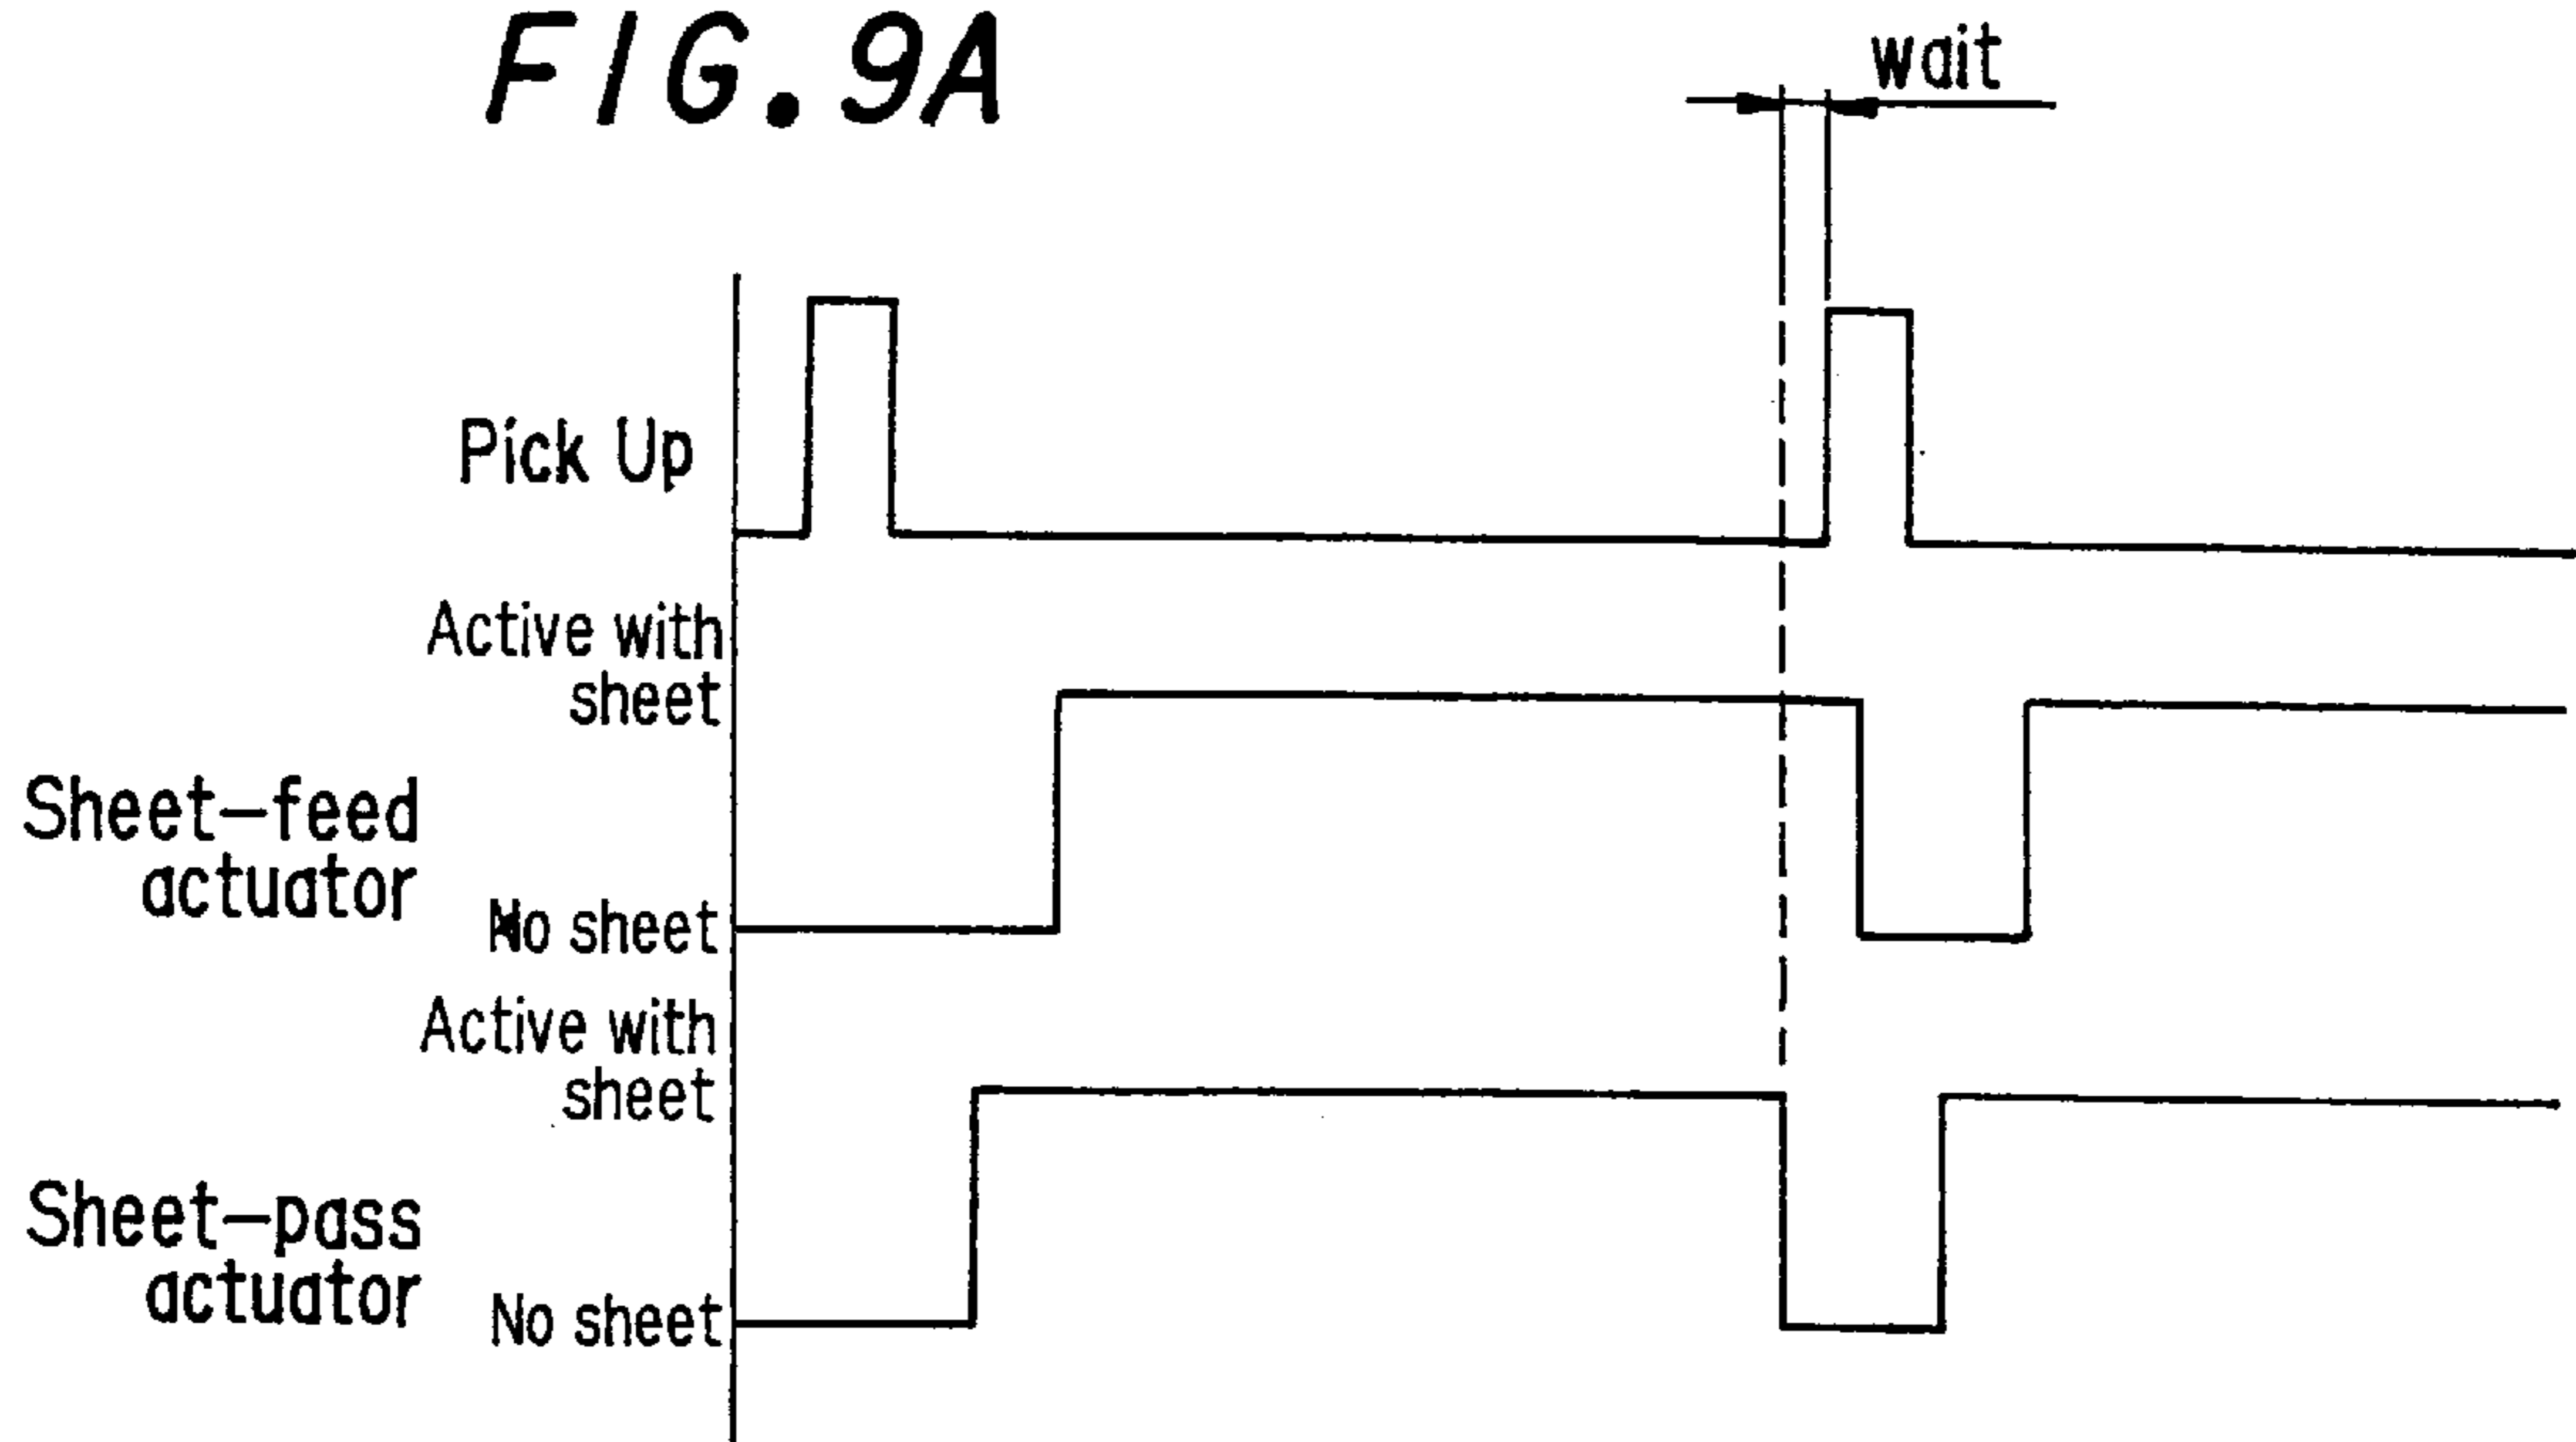 FIG. 9A
wait
Pick Up
Active with
sheet
Sheet-feed
actuator
No sheet
Active with
sheet
Sheet-pass
actuator
No sheet